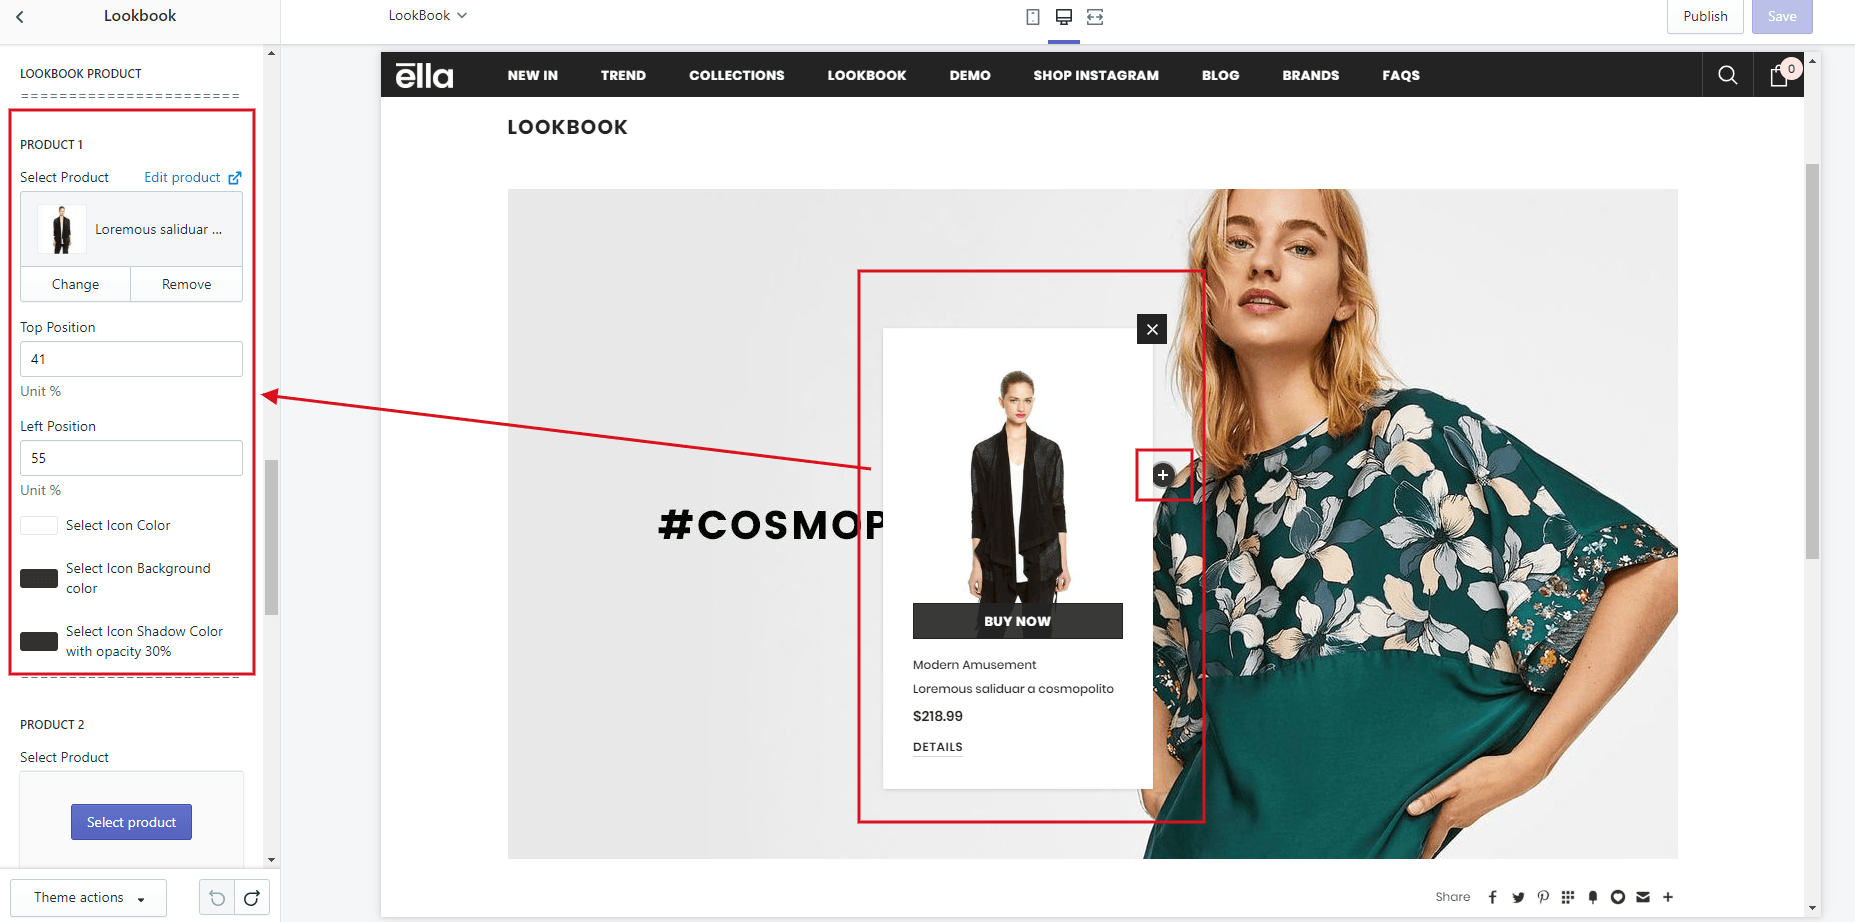 Lookbook
LookBook
Publish
Save
LOOKBOOK PRODUCT
=======================
PRODUCT 1
Select Product
Edit product
Loremous saliduar ...
Change
Remove
Top Position
41
Unit %
Left Position
55
Unit %
Select Icon Color
Select Icon Background
color
Select Icon Shadow Color
with opacity 30%
PRODUCT 2
Select Product
Select product
Theme actions
ēlla
NEW IN
TREND
COLLECTIONS
LOOKBOOK
DEMO
SHOP INSTAGRAM
BLOG
BRANDS
FAQS
0
LOOKBOOK
#COSMOP
BUY NOW
Modern Amusement
Loremous saliduar a cosmopolito
$218.99
DETAILS
Share